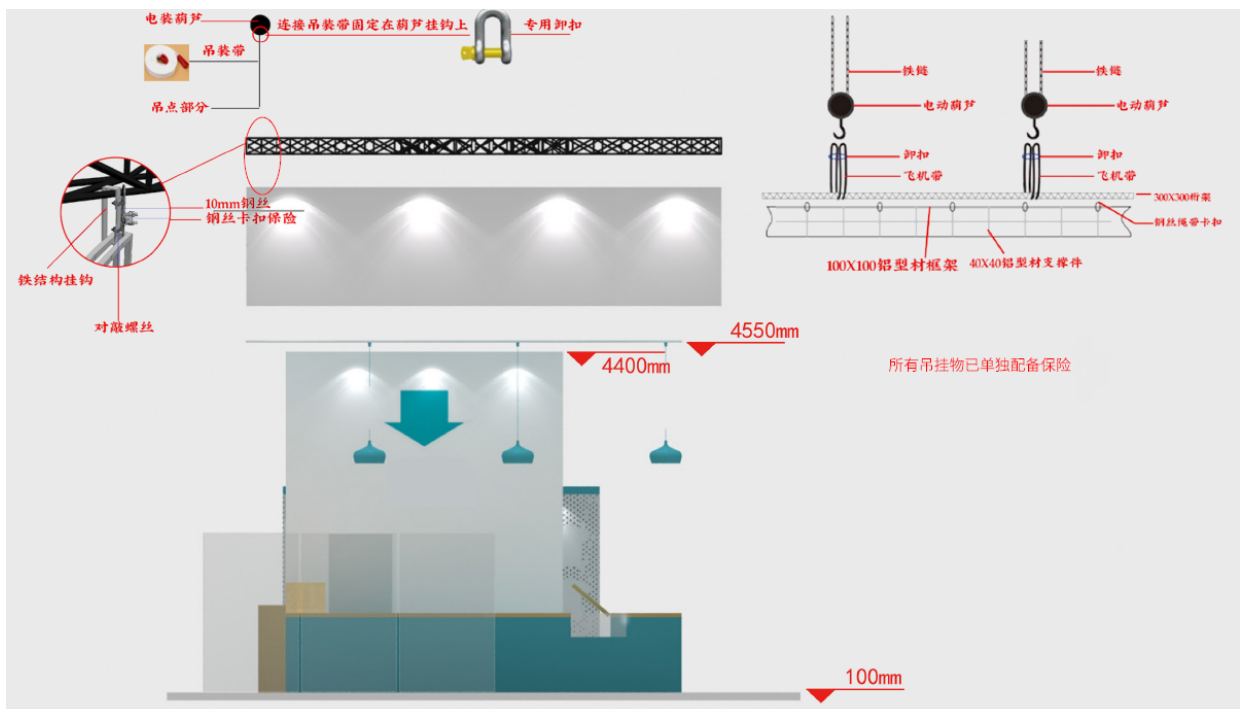 电装葫芦
连接吊装带固定在葫芦挂钩上
专用卸扣
吊装带
吊点部分
10mm钢丝
钢丝卡扣保险
铁结构挂钩
对敲螺丝
铁链
铁链
电动葫芦
电动葫芦
卸扣
卸扣
飞机带
飞机带
300X300桁架
钢丝绳带卡扣
100X100铝型材框架
40X40铝型材支撑件
4550mm
4400mm
所有吊挂物已单独配备保险
100mm